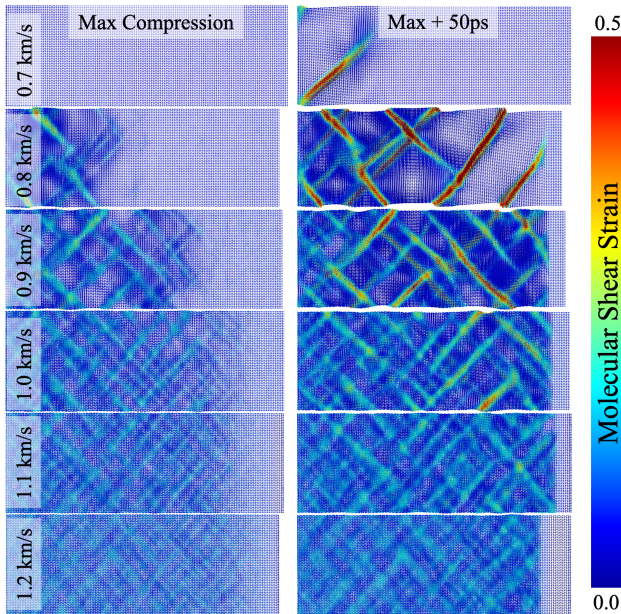 Max Compression
Max + 50ps
0.7 km/s
0.8 km/s
0.9 km/s
1.0 km/s
1.1 km/s
1.2 km/s
0.5
Molecular Shear Strain
0.0